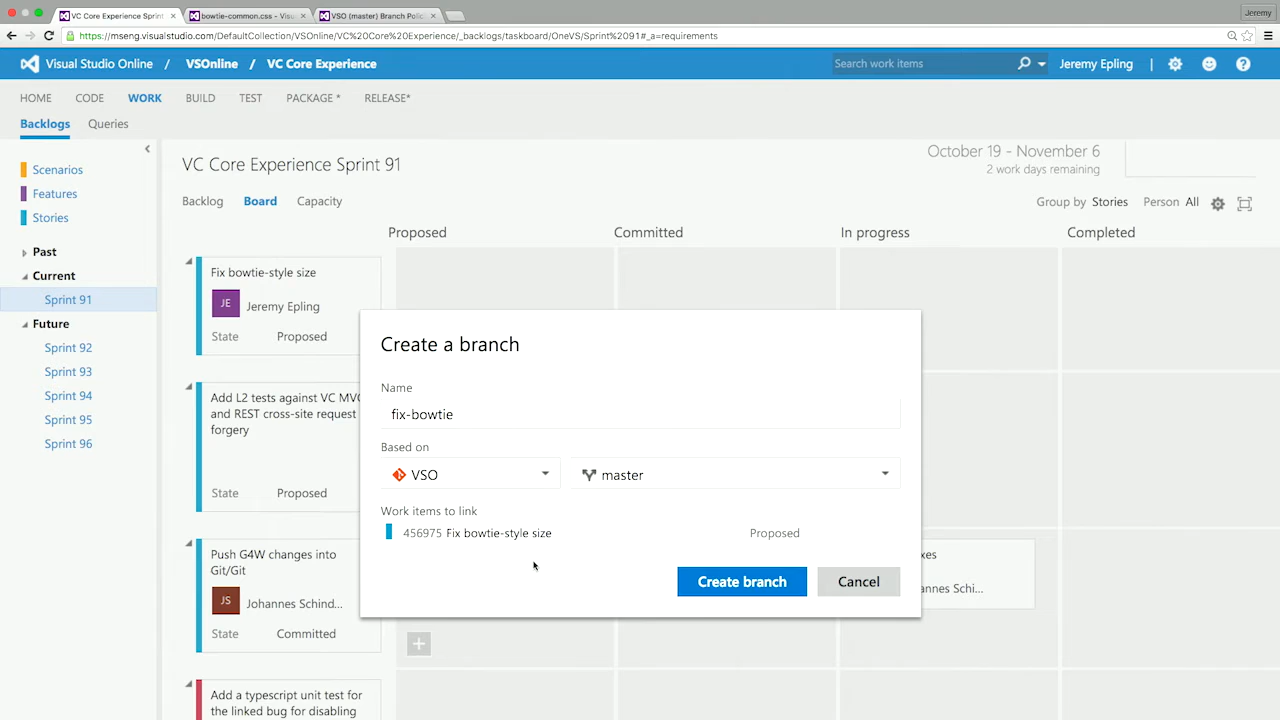 VC Core Experience Sprint
bowtie-common.css - Visu
VSO (master) Branch Polic
Jeremy
https://mseng.visualstudio.com/DefaultCollection/VSOnline/VC%20Core%20Experience/_backlogs/taskboard/OneVS/Sprint%2091#_a=requirements
Visual Studio Online / VSOnline / VC Core Experience
Search work items
Jeremy Epling
HOME CODE WORK BUILD TEST PACKAGE * RELEASE*
Backlogs Queries
Scenarios
Features
Stories
Past
Current
Sprint 91
Future
Sprint 92
Sprint 93
Sprint 94
Sprint 95
Sprint 96
VC Core Experience Sprint 91
October 19 - November 6
2 work days remaining
Backlog Board Capacity
Group by Stories Person All
Proposed Committed In progress Completed
Fix bowtie-style size
JE Jeremy Epling
State Proposed
Add L2 tests against VC MVC
and REST cross-site request
forgery
State Proposed
Push G4W changes into
Git/Git
JS Johannes Schind...
State Committed
Add a typescript unit test for
the linked bug for disabling
Create a branch
Name
fix-bowtie
Based on
VSO master
Work items to link
456975 Fix bowtie-style size Proposed
Create branch Cancel
xes
annes Schi...